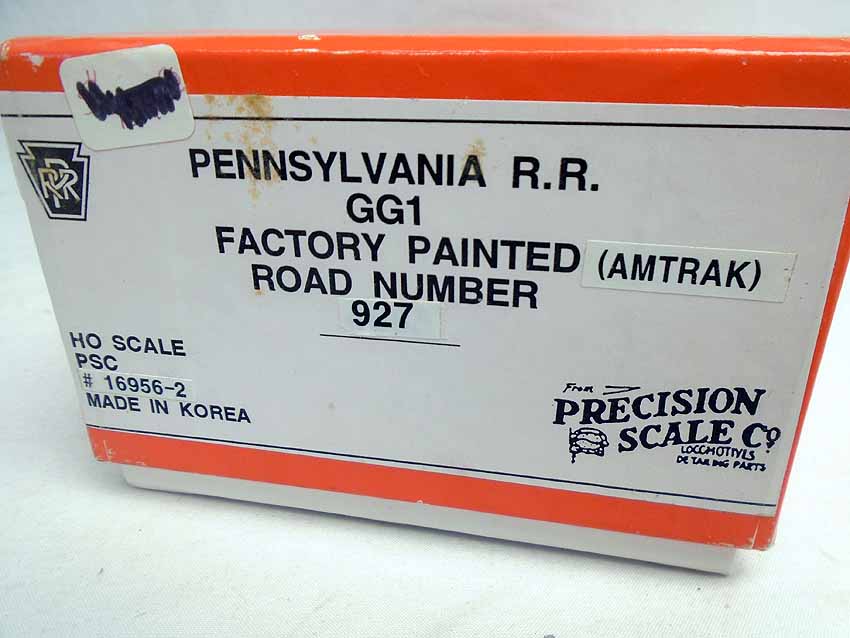 PRR
PENNSYLVANIA R.R.
GG1
FACTORY PAINTED (AMTRAK)
ROAD NUMBER
927
HO SCALE
PSC
# 16956-2
MADE IN KOREA
From
PRECISION
SCALE Co.
LOCOMOTIVES
DETAILING PARTS